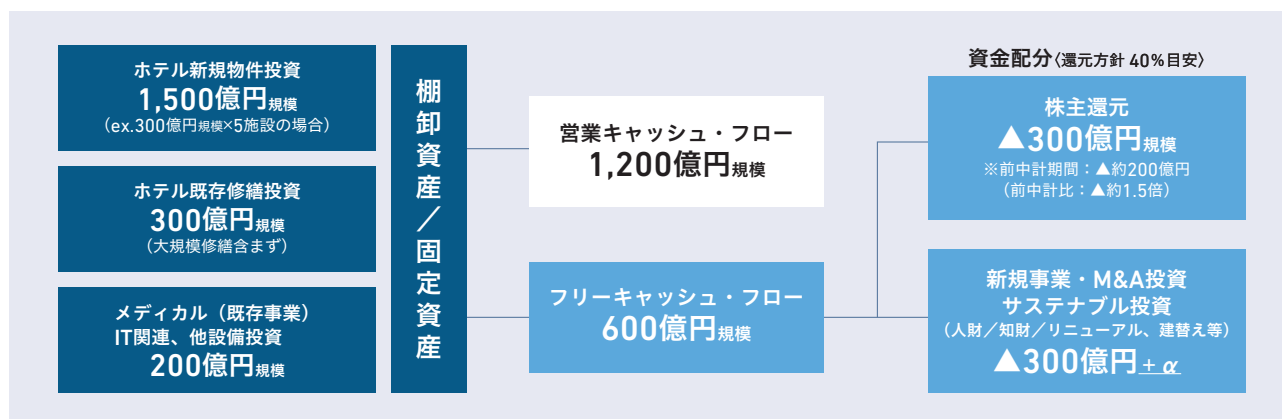 ホテル新規物件投資
1,500億円規模
(ex.300億円規模×5施設の場合)
ホテル既存修繕投資
300億円規模
(大規模修繕含まず)
メディカル（既存事業）
IT関連、他設備投資
200億円規模
棚卸資産／固定資産
営業キャッシュ・フロー
1,200億円規模
フリーキャッシュ・フロー
600億円規模
資金配分〈還元方針 40%目安〉
株主還元
▲300億円規模
※前中計期間：▲約200億円
(前中計比：▲約1.5倍)
新規事業・M&A投資
サステナブル投資
(人財／知財／リニューアル、建替え等)
▲300億円＋α